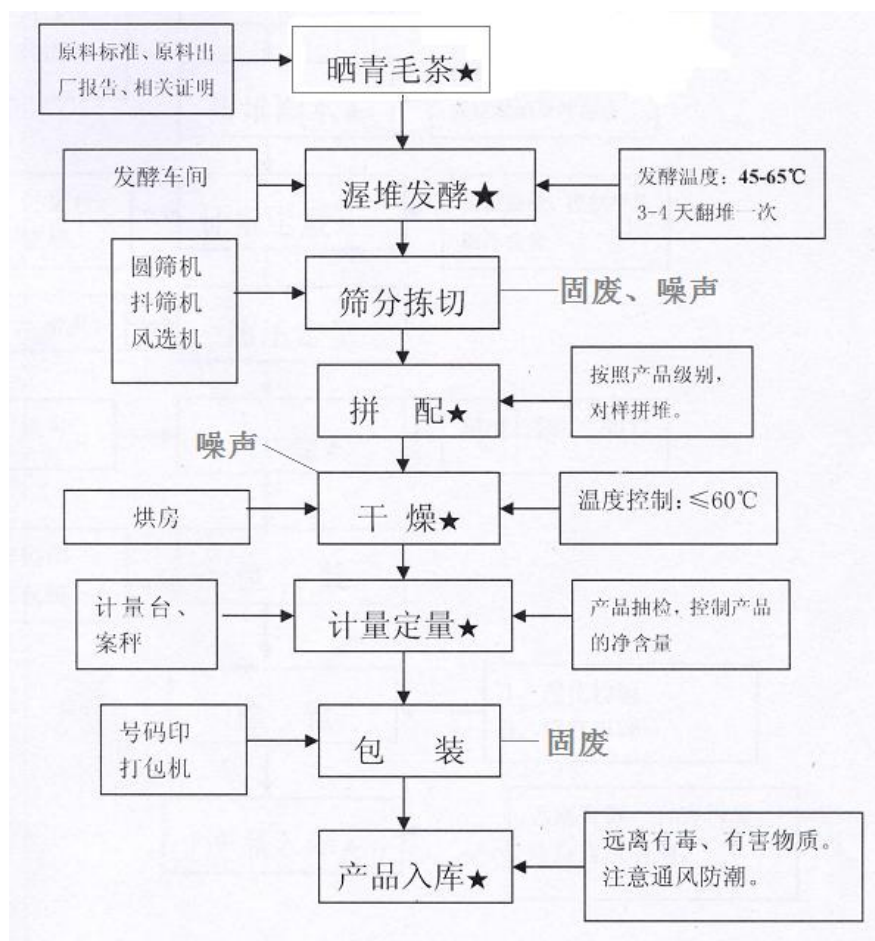 原料标准、原料出
厂报告、相关证明
晒青毛茶★
发酵车间
渥堆发酵★
发酵温度：45-65℃
3-4天翻堆一次
圆筛机
抖筛机
风选机
筛分拣切
固废、噪声
拼 配★
按照产品级别，
对样拼堆。
噪声
烘房
干 燥★
温度控制：≤60℃
计量台、
案秤
计量定量★
产品抽检，控制产品
的净含量
号码印
打包机
包 装
固废
产品入库★
远离有毒、有害物质。
注意通风防潮。